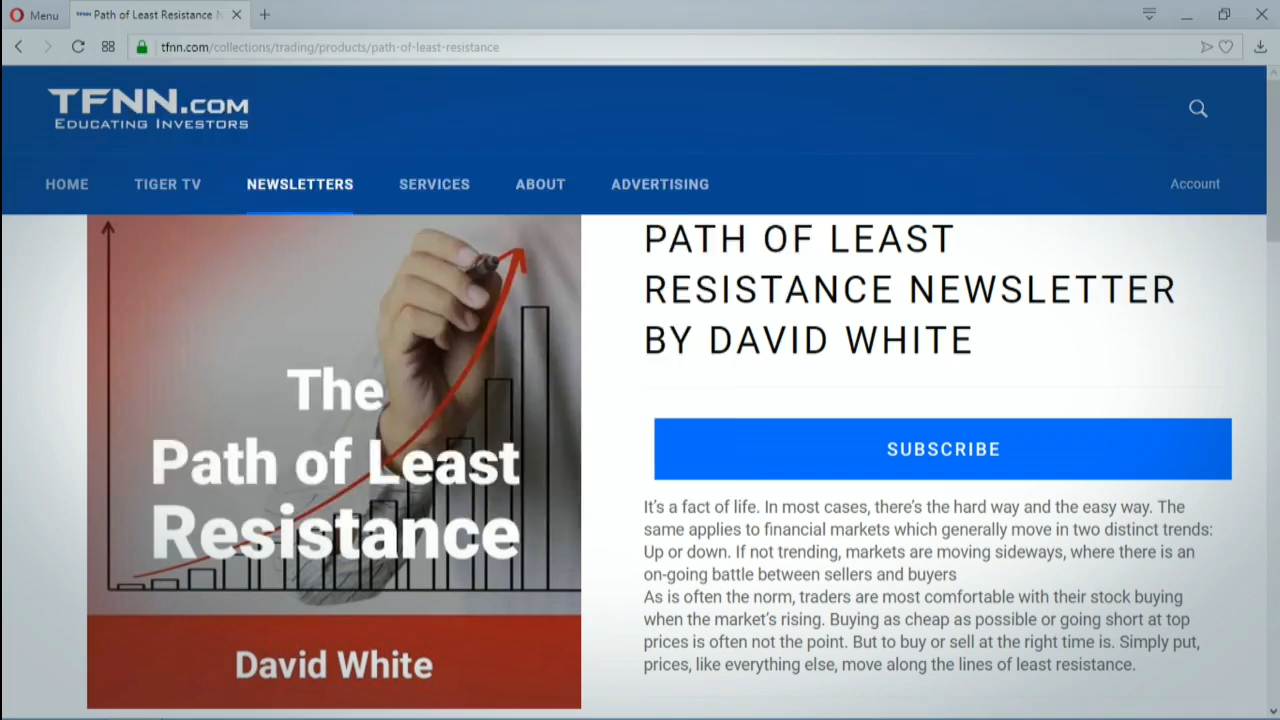 Menu
Path of Least Resistance N
tfnn.com/collections/trading/products/path-of-least-resistance
TFNN.COM
EDUCATING INVESTORS
HOME TIGER TV NEWSLETTERS SERVICES ABOUT ADVERTISING Account
The
Path of Least
Resistance
David White
PATH OF LEAST
RESISTANCE NEWSLETTER
BY DAVID WHITE
SUBSCRIBE
It’s a fact of life. In most cases, there’s the hard way and the easy way. The
same applies to financial markets which generally move in two distinct trends:
Up or down. If not trending, markets are moving sideways, where there is an
on-going battle between sellers and buyers
As is often the norm, traders are most comfortable with their stock buying
when the market’s rising. Buying as cheap as possible or going short at top
prices is often not the point. But to buy or sell at the right time is. Simply put,
prices, like everything else, move along the lines of least resistance.